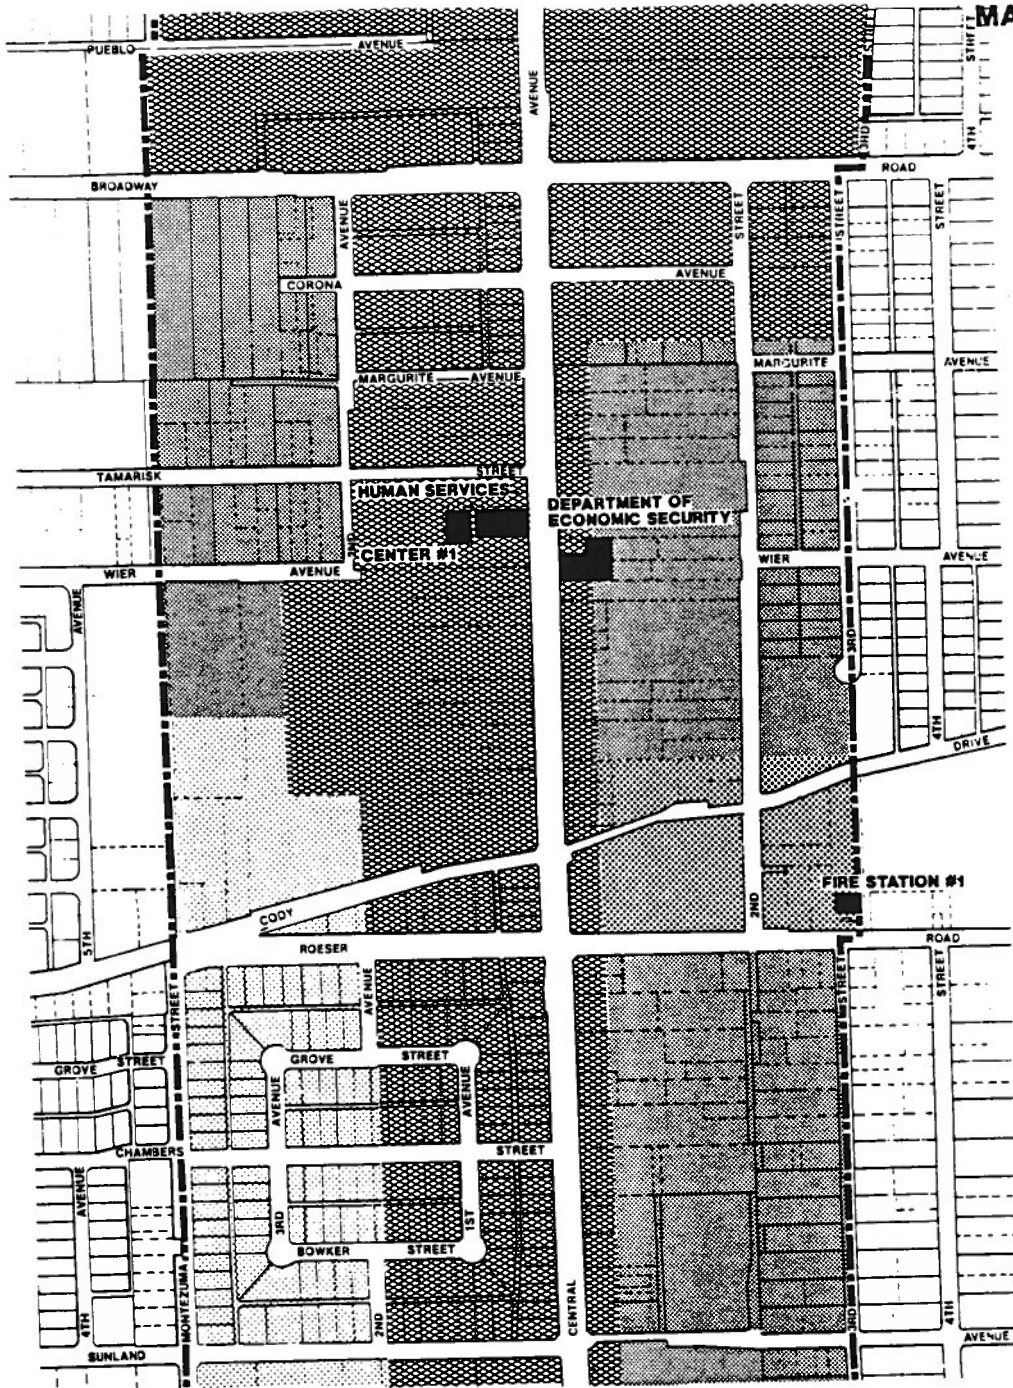 MA
PUEBLO
AVENUE
AVENUE
STREET
3RD
STREET
4TH
BROADWAY
ROAD
AVENUE
STREET
STREET
STREET
CORONA
AVENUE
MARGURITE
AVENUE
MARGURITE
AVENUE
TAMARISK
STREET
HUMAN SERVICES
CENTER #1
DEPARTMENT OF
ECONOMIC SECURITY
2ND
WIER
AVENUE
WIER
AVENUE
AVENUE
3RD
4TH
DRIVE
FIRE STATION #1
2ND
CODY
5TH
ROESER
ROAD
STREET
AVENUE
STREET
STREET
GROVE
STREET
GROVE
STREET
AVENUE
AVENUE
CHAMBERS
STREET
AVENUE
3RD
1ST
BOWKER
STREET
MONTEZUMA
4TH
2ND
CENTRAL
3RD
4TH
SUNLAND
AVENUE